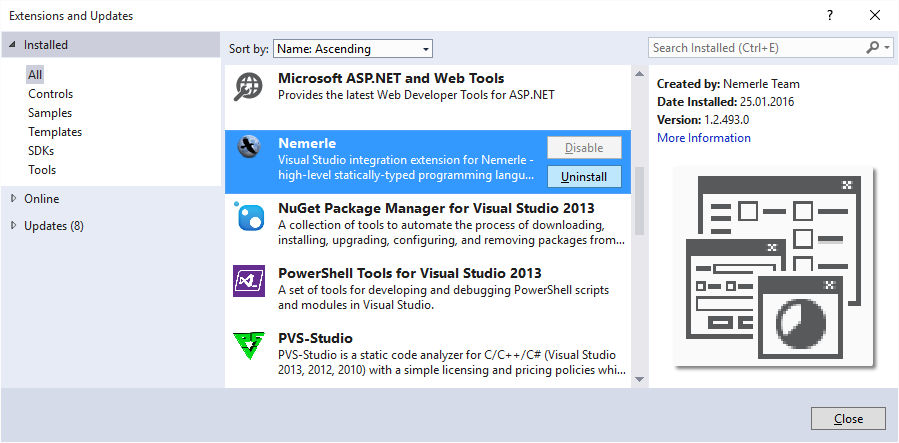 Extensions and Updates
Installed
All
Controls
Samples
Templates
SDKs
Tools
Online
Updates (8)
Sort by: Name: Ascending
Microsoft ASP.NET and Web Tools
Provides the latest Web Developer Tools for ASP.NET
Nemerle
Visual Studio integration extension for Nemerle -
high-level statically-typed programming langu...
Disable
Uninstall
NuGet Package Manager for Visual Studio 2013
A collection of tools to automate the process of downloading,
installing, upgrading, configuring, and removing packages from...
PowerShell Tools for Visual Studio 2013
A set of tools for developing and debugging PowerShell scripts
and modules in Visual Studio.
PVS-Studio
PVS-Studio is a static code analyzer for C/C++/C# (Visual Studio
2013, 2012, 2010) with a simple licensing and pricing policies whi...
Search Installed (Ctrl+E)
Created by: Nemerle Team
Date Installed: 25.01.2016
Version: 1.2.493.0
More Information
Close